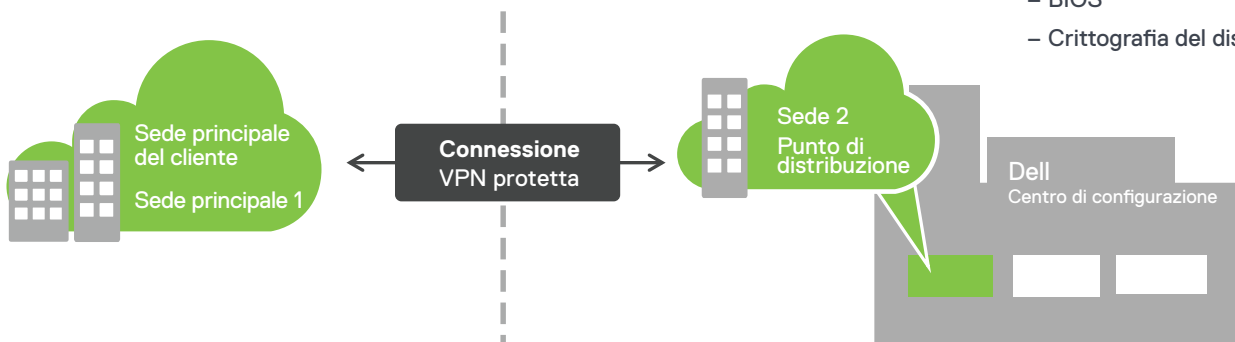 – BIOS
– Crittografia del
Sede principale
del cliente
Sede principale 1
Connessione
VPN protetta
Sede 2
Punto di
distribuzione
Dell
Centro di configurazione